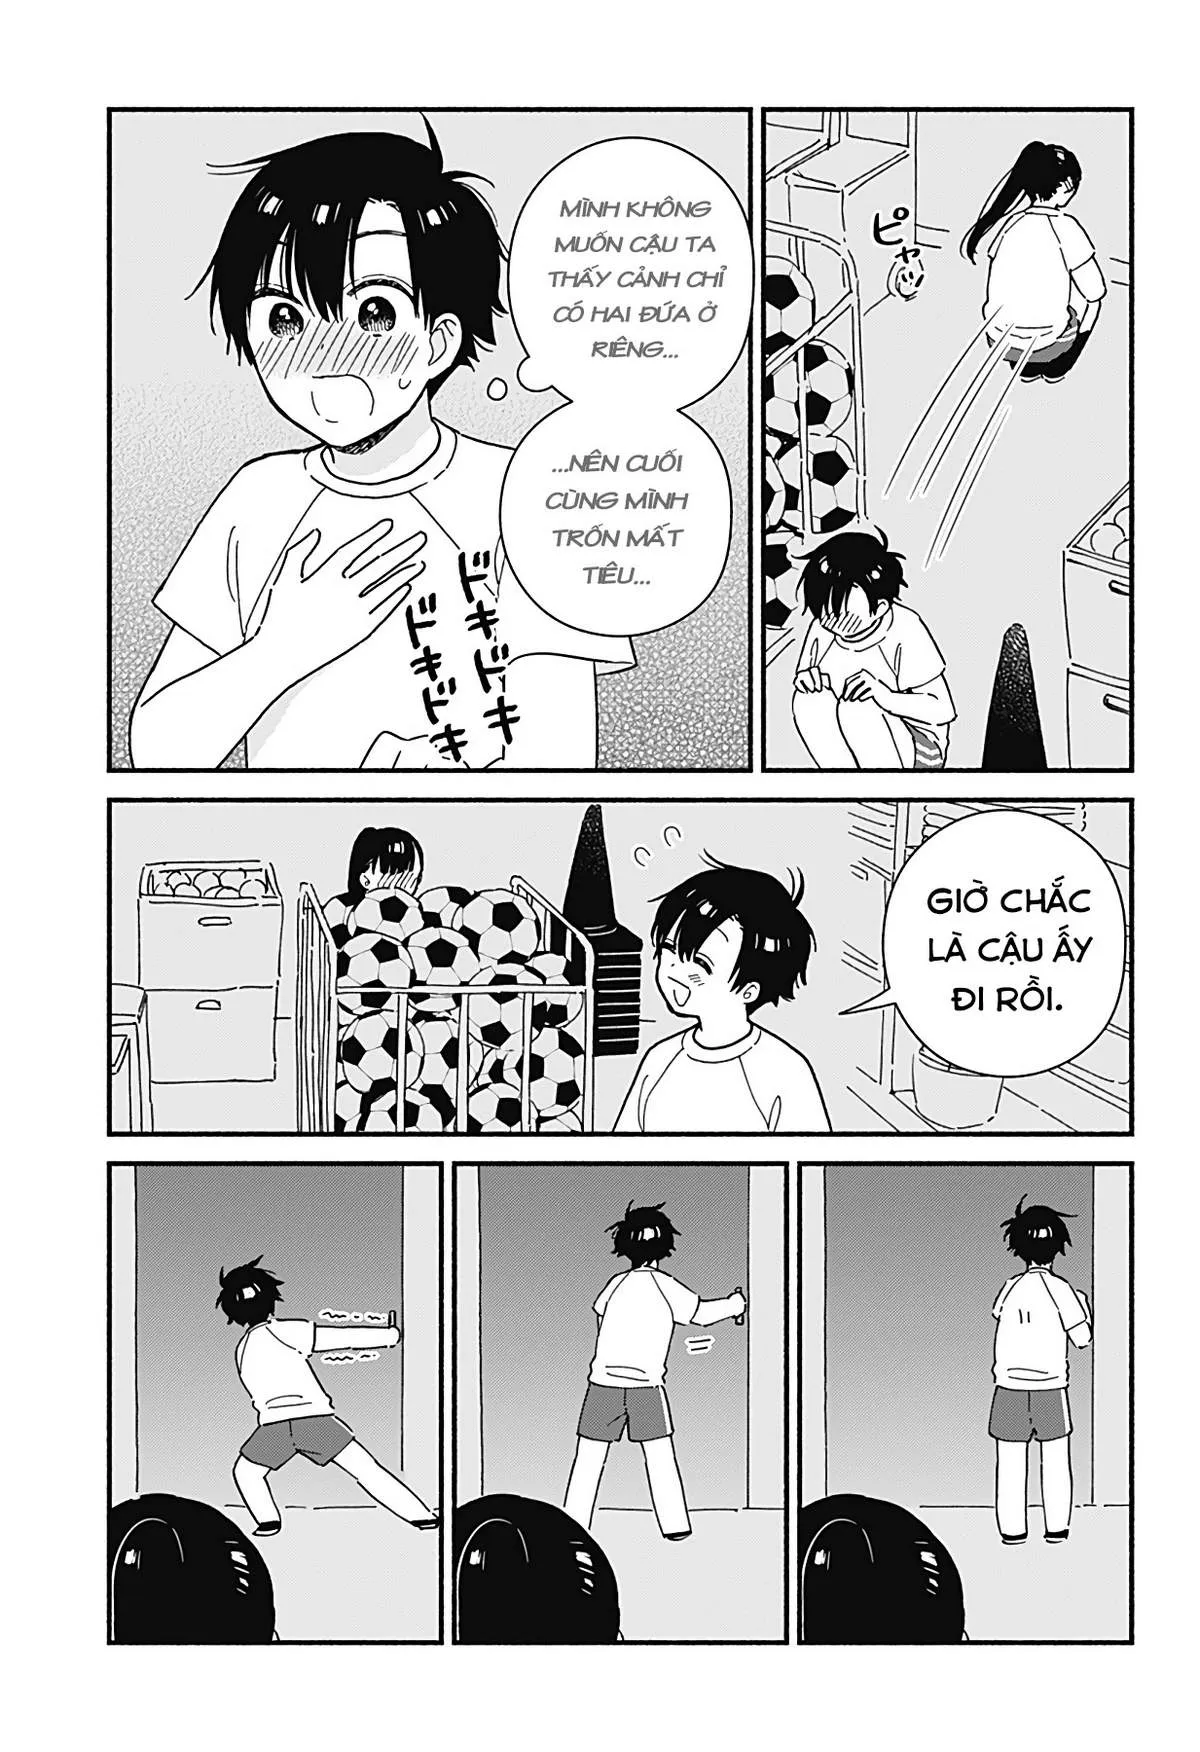 ピャッ
MÌNH KHÔNG
MUỐN CẬU TA
THẤY CẢNH CHỈ
CÓ HAI ĐỨA Ở
RIÊNG...
...NÊN CUỐI
CÙNG MÌNH
TRỐN MẤT
TIÊU...
ドキドキ
ドキドキ
GIỜ CHẮC
LÀ CẬU ẤY
ĐI RỒI.